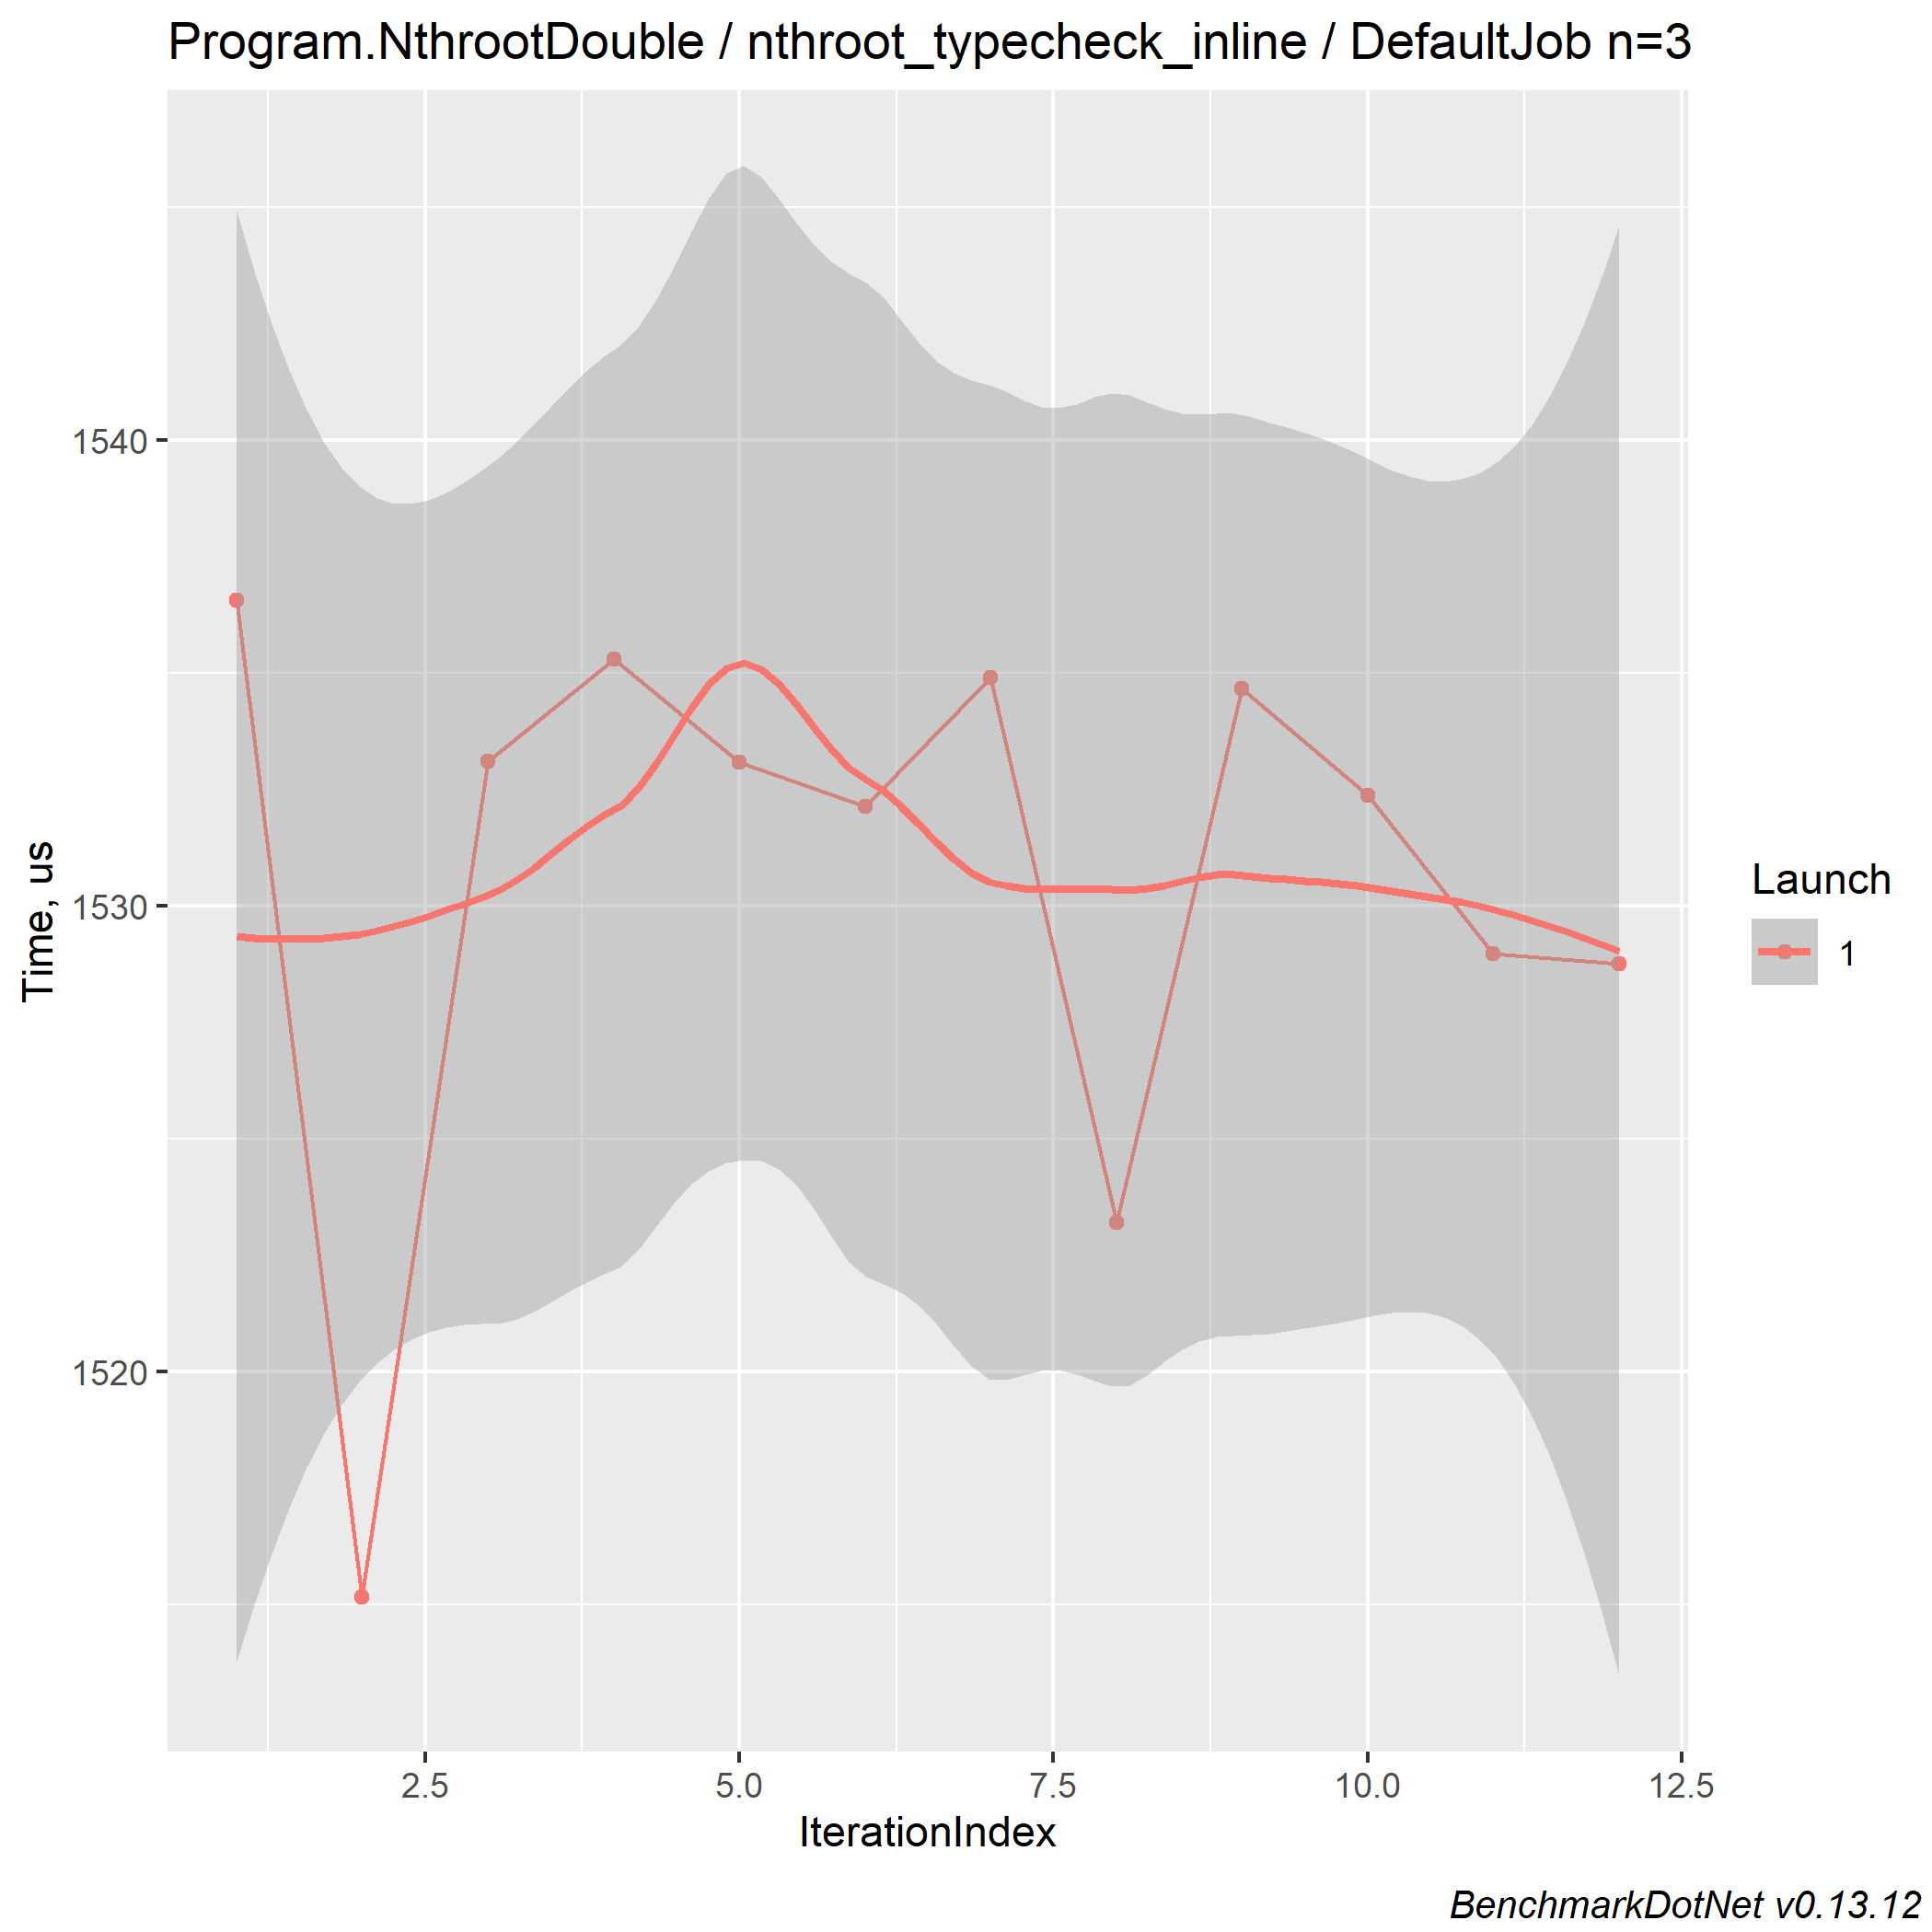 Program.NthrootDouble / nthroot_typecheck_inline / DefaultJob n=3
1540
1530
1520
Time, us
2.5
5.0
7.5
10.0
12.5
IterationIndex
Launch
1
BenchmarkDotNet v0.13.12